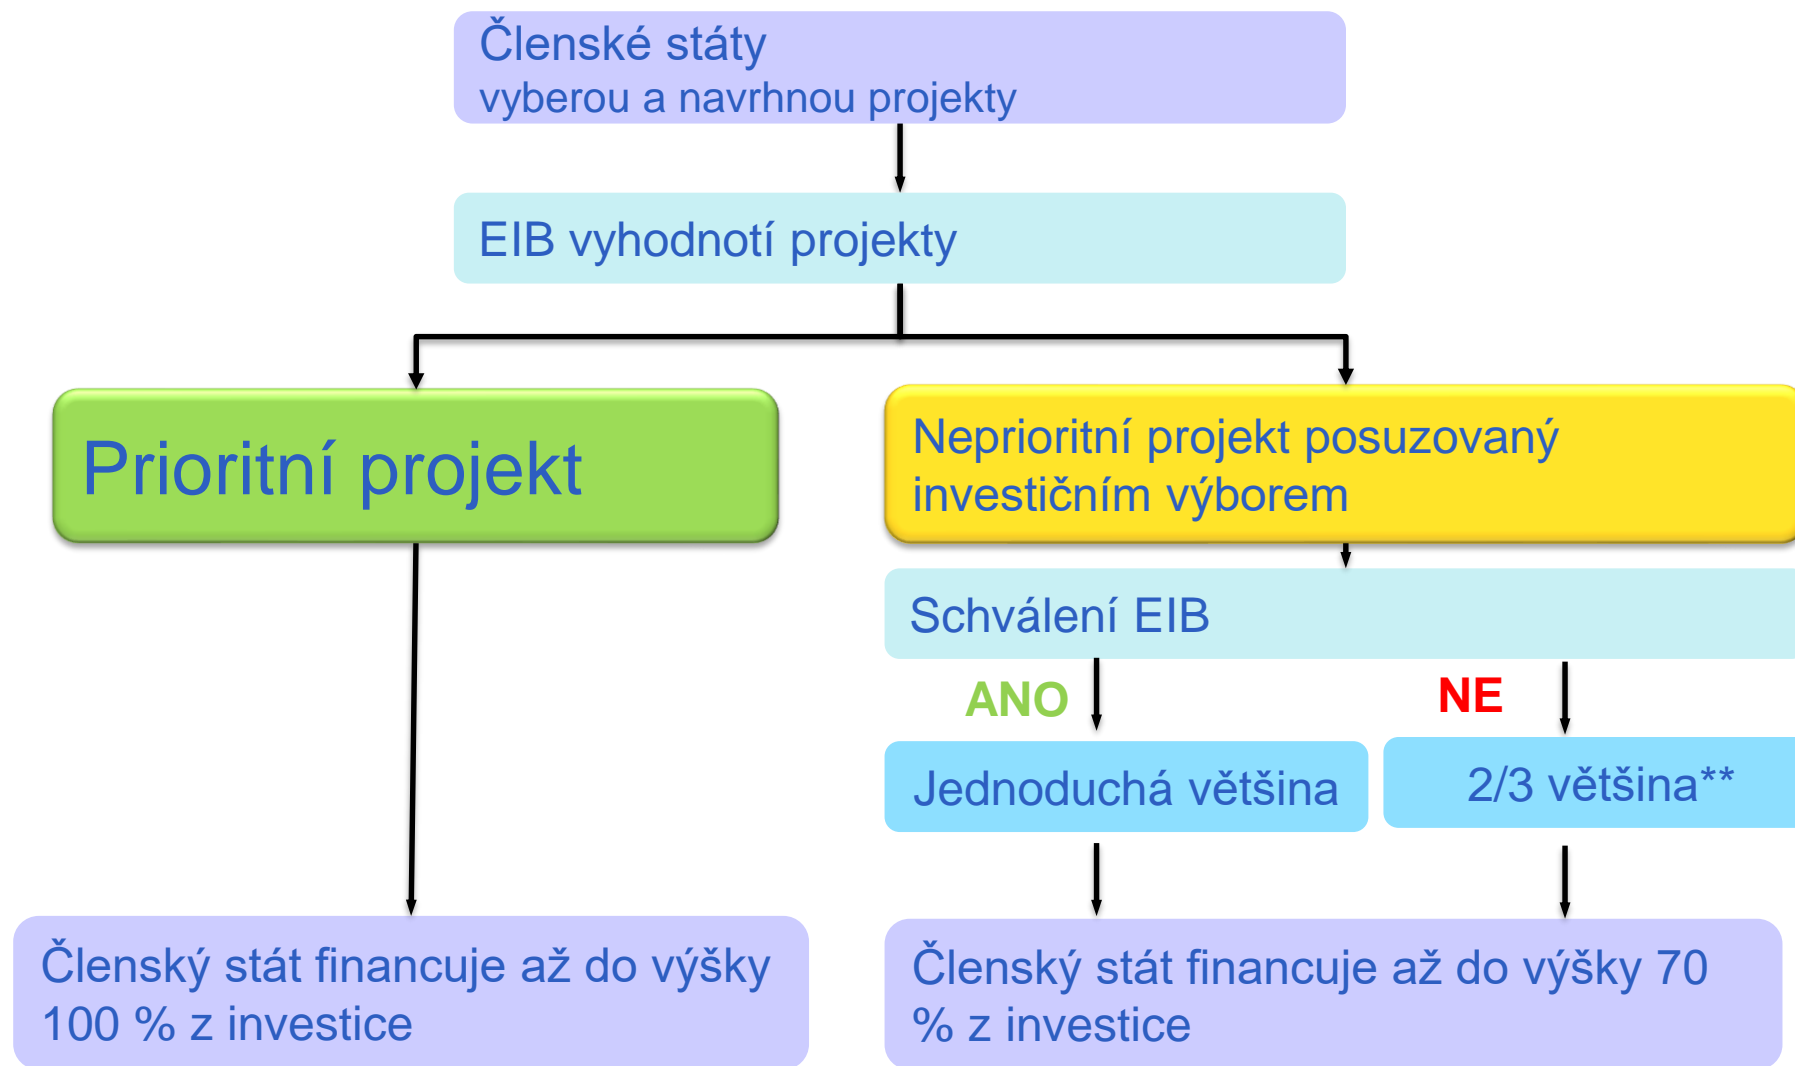 Členské státy
vyberou a navrhnou projekty
EIB vyhodnotí projekty
Prioritní projekt
Neprioritní projekt posuzovaný
investičním výborem
Schválení EIB
ANO
NE
Jednoduchá většina
2/3 většina**
Členský stát financuje až do výšky
100 % z investice
Členský stát financuje až do výšky 70
% z investice